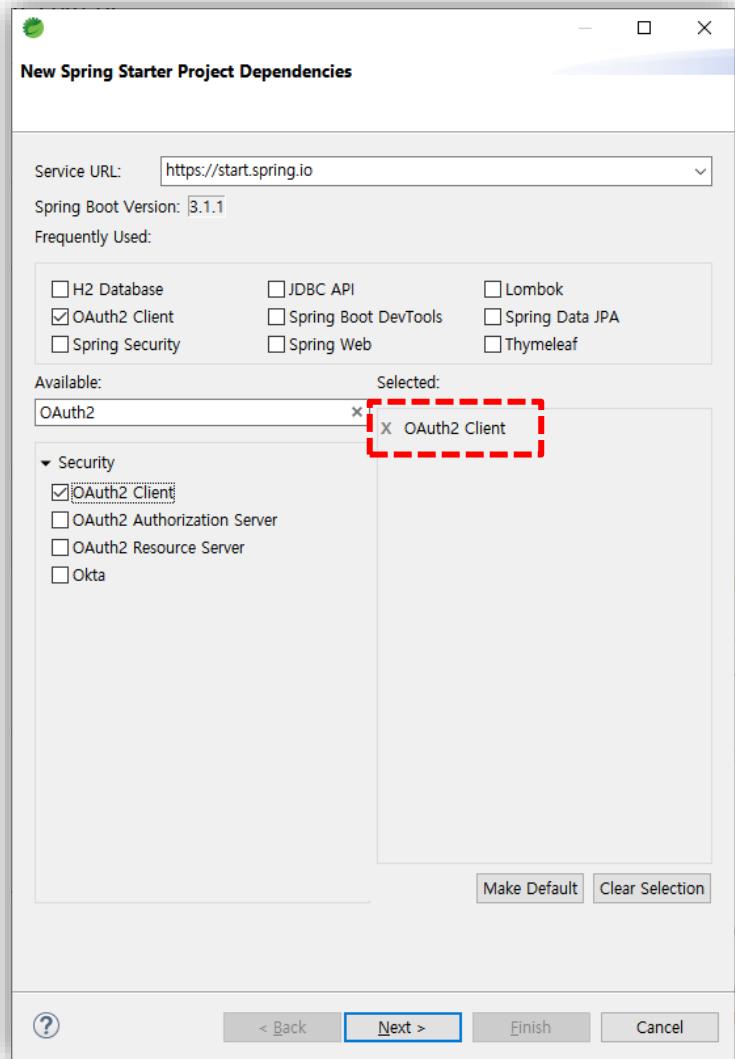 New Spring Starter Project Dependencies
Service URL: https://start.spring.io
Spring Boot Version: 3.1.1
Frequently Used:
H2 Database JDBC API Lombok
OAuth2 Client Spring Boot DevTools Spring Data JPA
Spring Security Spring Web Thymeleaf
Available: Selected:
OAuth2
X OAuth2 Client
Security
OAuth2 Client
OAuth2 Authorization Server
OAuth2 Resource Server
Okta
Make Default Clear Selection
? < Back Next > Finish Cancel